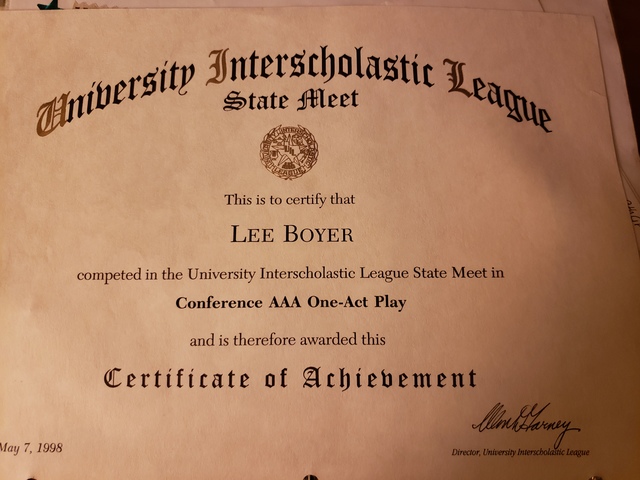 University Interscholastic League
State Meet
This is to certify that
LEE BOYER
competed in the University Interscholastic League State Meet in
Conference AAA One-Act Play
and is therefore awarded this
Certificate of Achievement
May 7, 1998
Director, University Interscholastic League